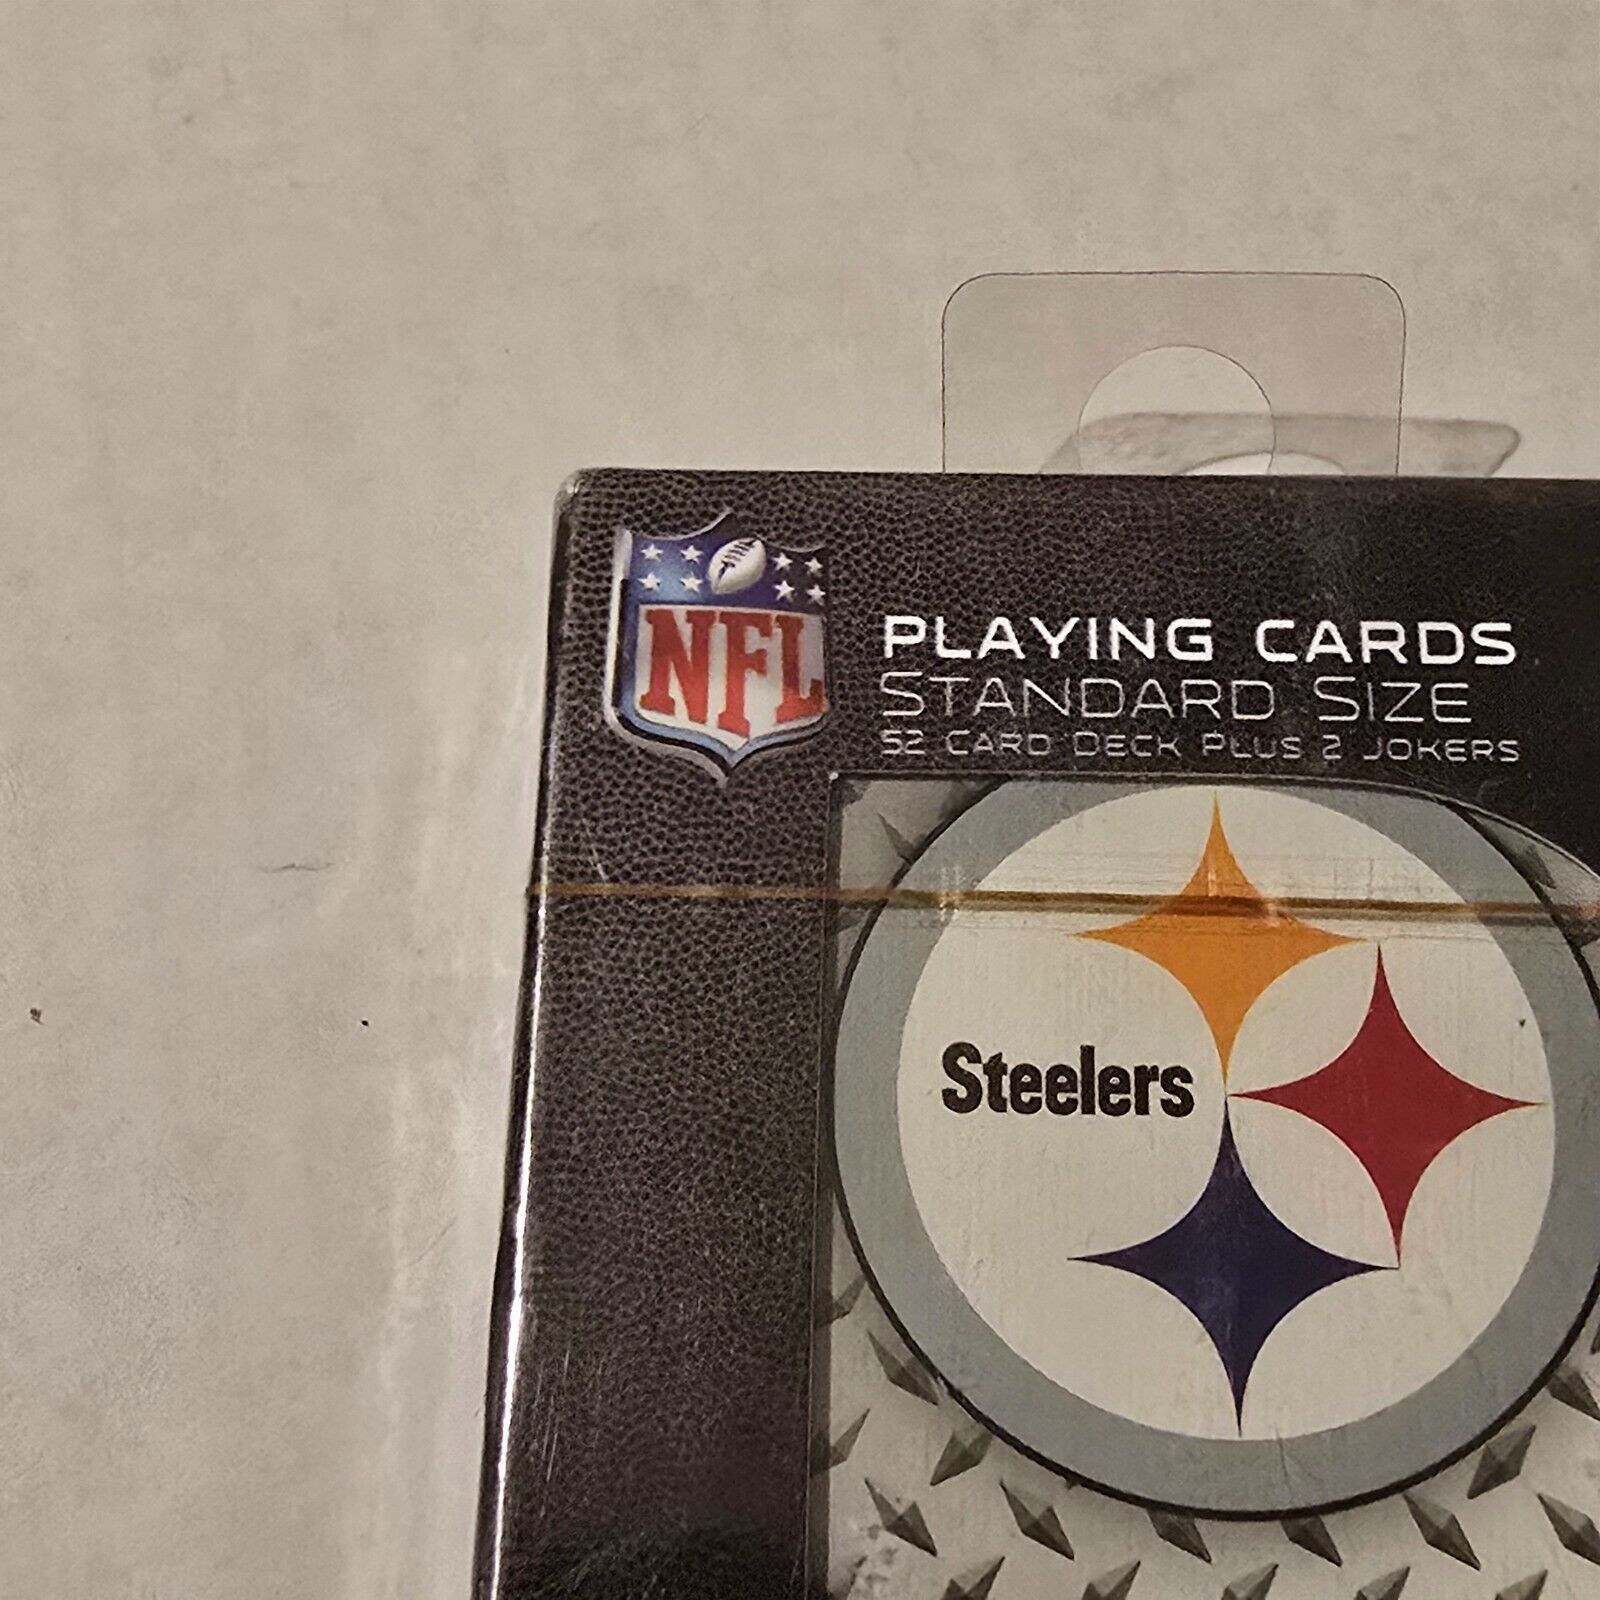 NFL
PLAYING CARDS
STANDARD SIZE
52 CARD DECK PLUS 2 JOKERS
Steelers